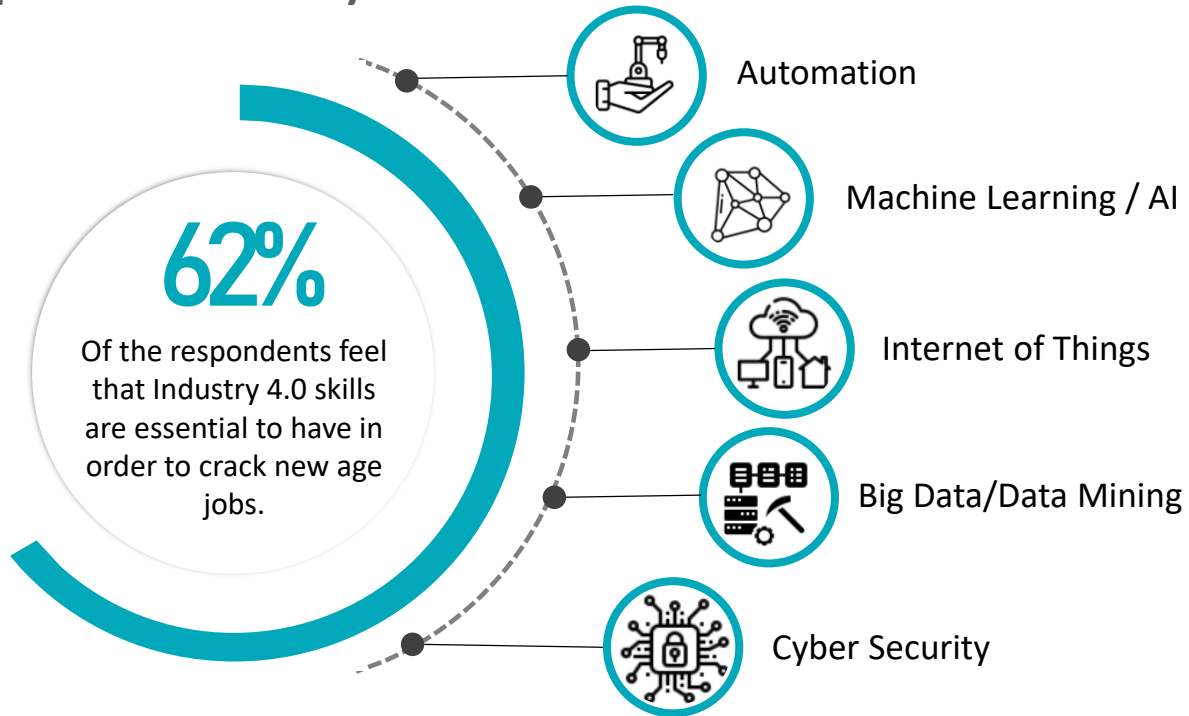 Automation
Machine Learning / AI
62%
Of the respondents feel
that Industry 4.0 skills
are essential to have in
order to crack new age
jobs.
Internet of Things
Big Data/Data Mining
Cyber Security